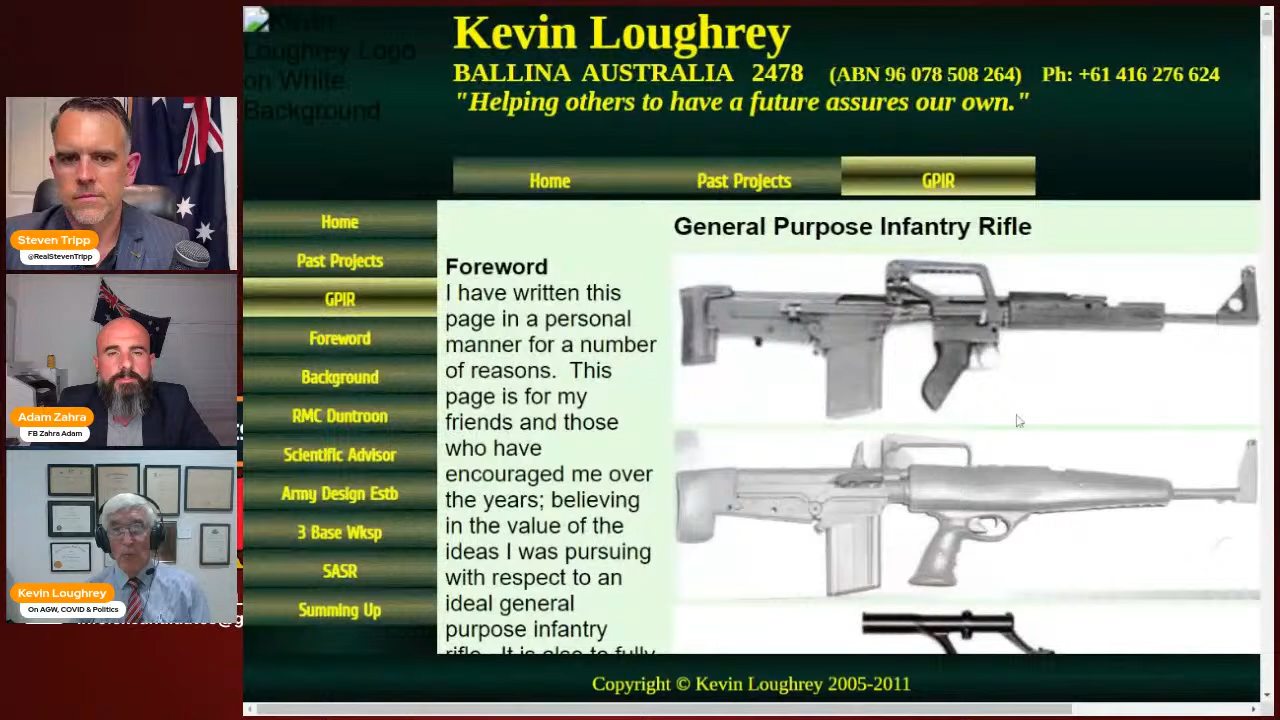 Kevin
Loughrey Logo
on White
Background
Kevin Loughrey
BALLINA AUSTRALIA 2478 (ABN 96 078 508 264) Ph: +61 416 276 624
"Helping others to have a future assures our own."
Home Past Projects GPIR
Steven Tripp
@RealStevenTripp
Adam Zahra
FB Zahra Adam
Kevin Loughrey
On AGW, COVID & Politics
Home
Past Projects
GPIR
Foreword
Background
RMC Duntroon
Scientific Advisor
Army Design Estb
3 Base Wksp
SASR
Summing Up
General Purpose Infantry Rifle
Foreword
I have written this
page in a personal
manner for a number
of reasons. This
page is for my
friends and those
who have
encouraged me over
the years; believing
in the value of the
ideas I was pursuing
with respect to an
ideal general
purpose infantry
rifle. It is also to fully
Copyright © Kevin Loughrey 2005-2011